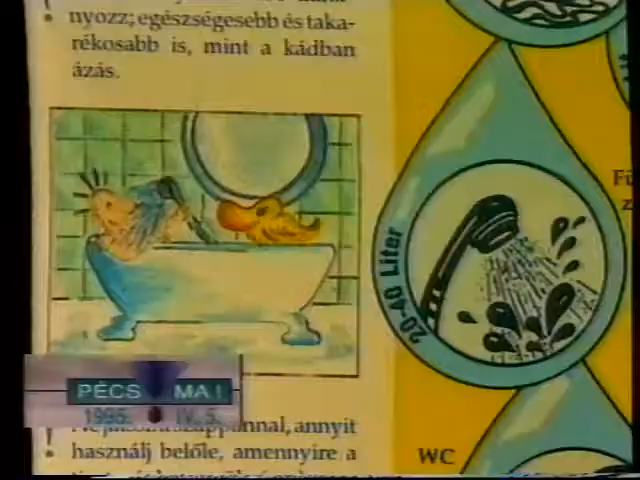 nyozz; egészségesebb és taka-
rékosabb is, mint a kádban
ázás.
20-40 Liter
PÉCS MA!
1995. IV. 5.
annyit
használj belőle, amennyire a
WC